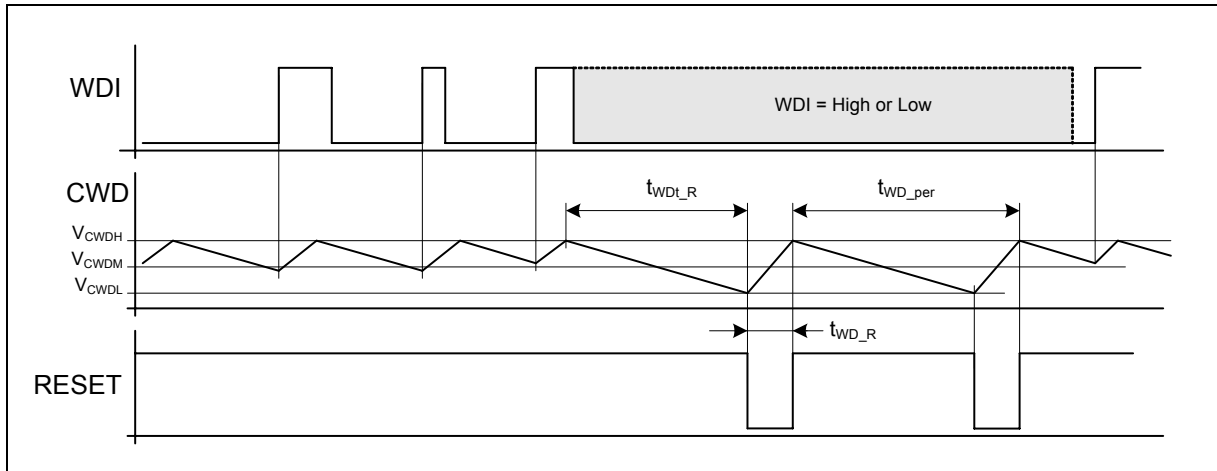 WDI
WDI = High or Low
CWD
tWDt_R
tWD_per
VCWDH
VCWDM
VCWDL
tWD_R
RESET